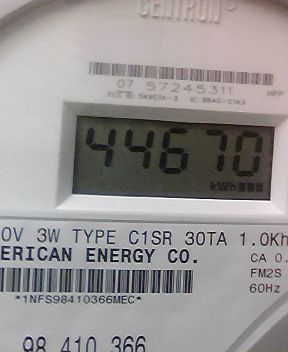 CENTRON
07 57245311
44670
kWh
0V 3W TYPE C1SR 30TA 1.0Kh
ERICAN ENERGY CO.
CA 0.
FM2S
60Hz
*1NFS98410366MEC*
98 410 366